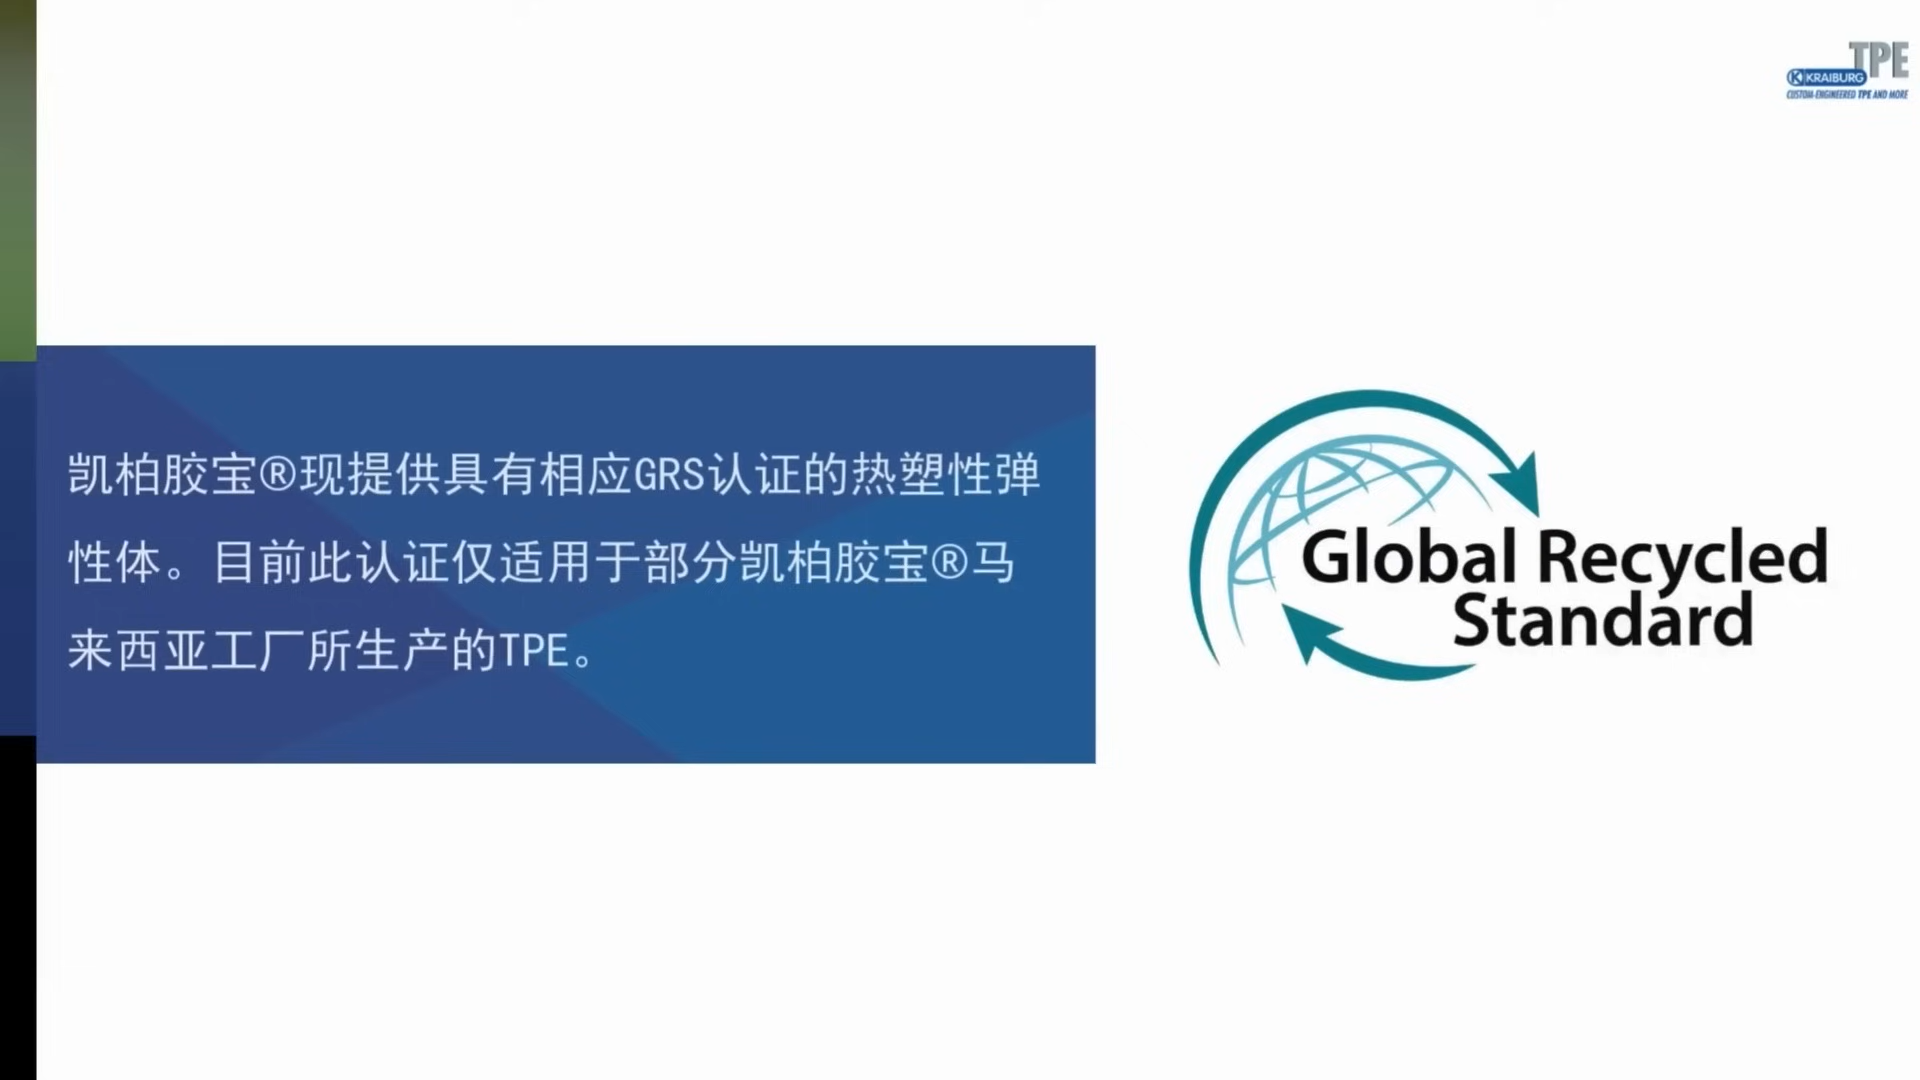 TPE
KRAIBURG
CUSTOM-ENGINEERED TPE AND MORE
凯柏胶宝®现提供具有相应GRS认证的热塑性弹
性体。目前此认证仅适用于部分凯柏胶宝®马
来西亚工厂所生产的TPE。
Global Recycled
Standard